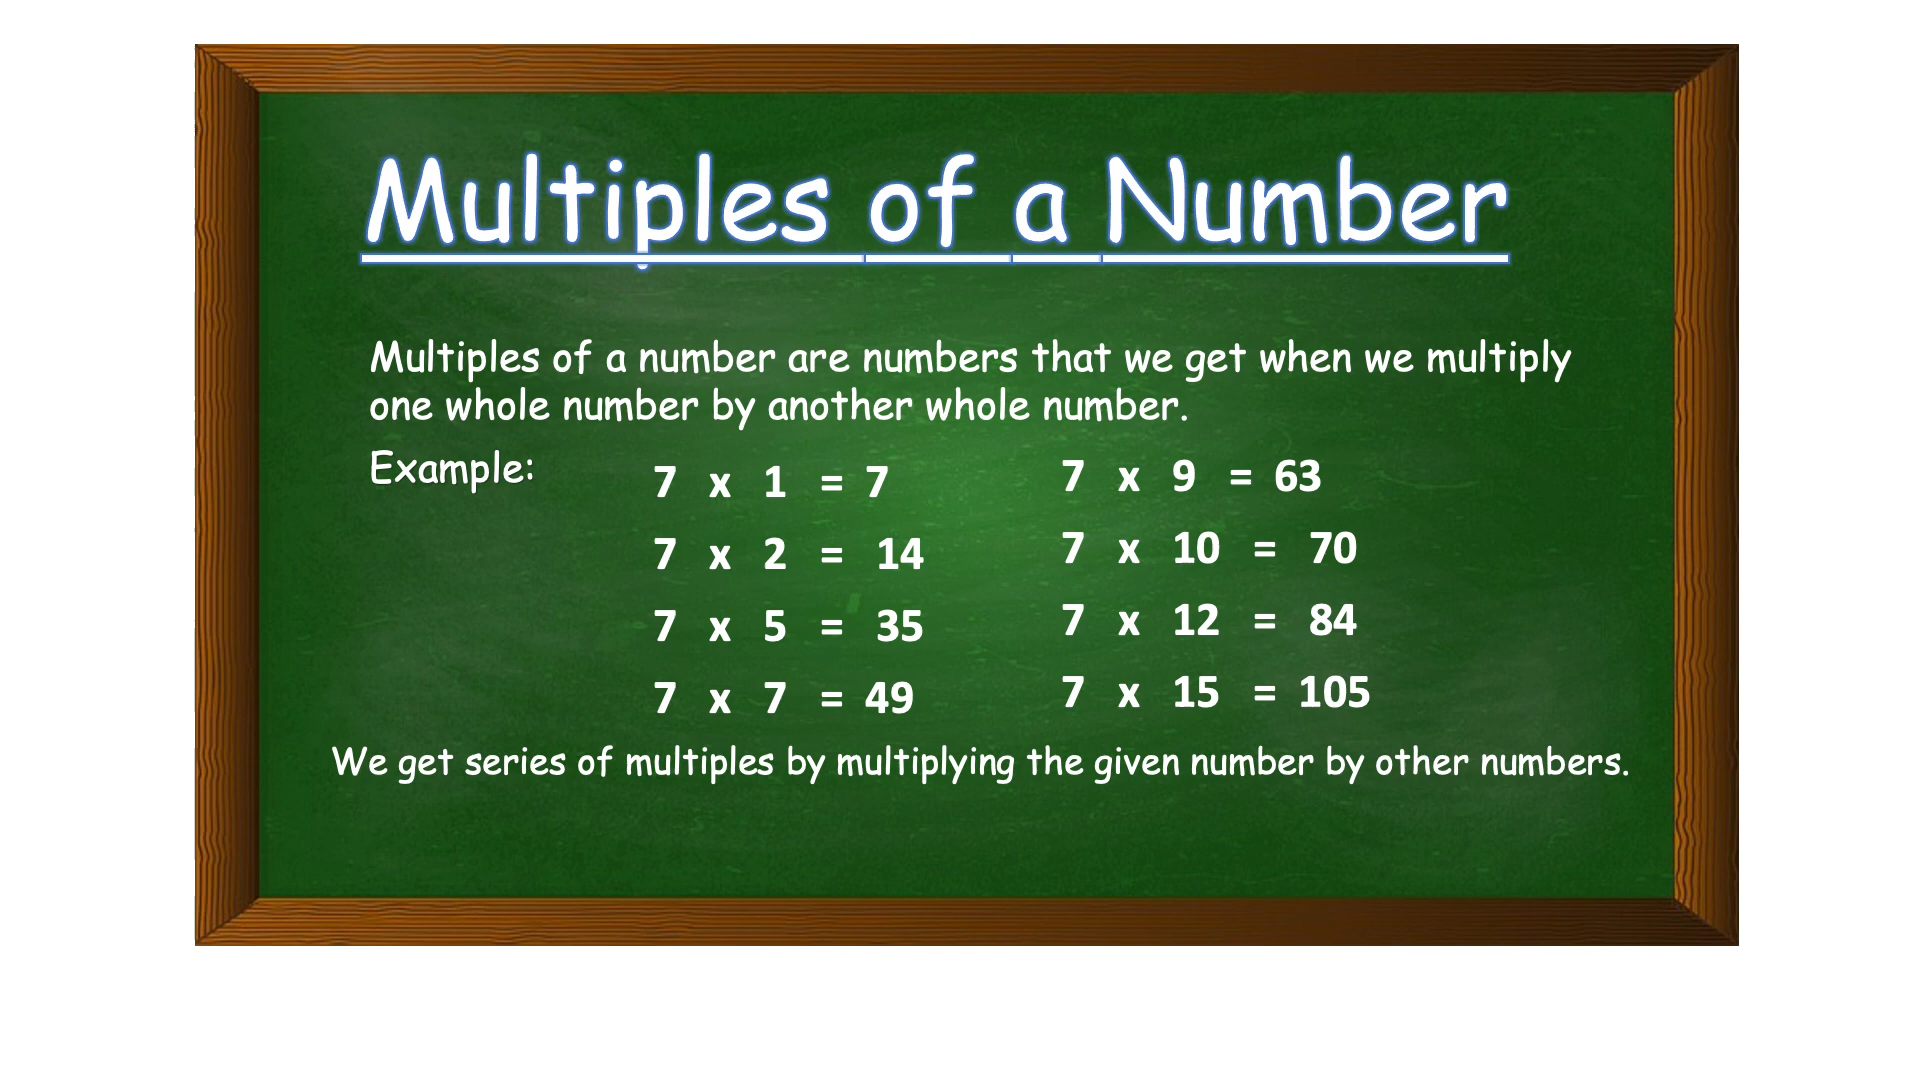 Multiples of a Number
Multiples of a number are numbers that we get when we multiply
one whole number by another whole number.
Example:
7 x 1 = 7
7 x 2 = 14
7 x 5 = 35
7 x 7 = 49
7 x 9 = 63
7 x 10 = 70
7 x 12 = 84
7 x 15 = 105
We get series of multiples by multiplying the given number by other numbers.